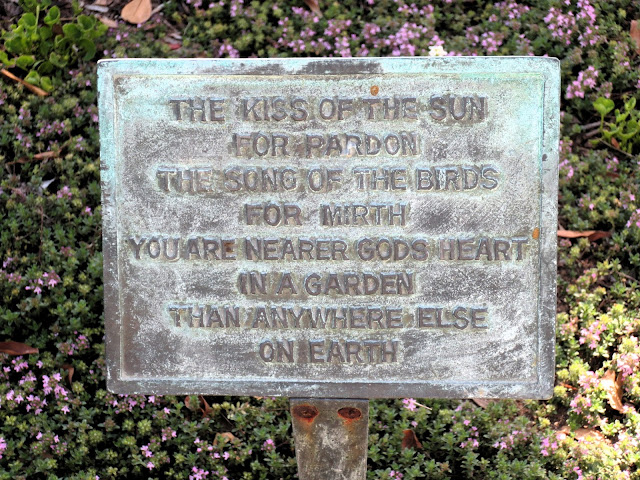 THE KISS OF THE SUN
FOR PARDON
THE SONG OF THE BIRDS
FOR MIRTH
YOU ARE NEARER GODS HEART
IN A GARDEN
THAN ANYWHERE ELSE
ON EARTH